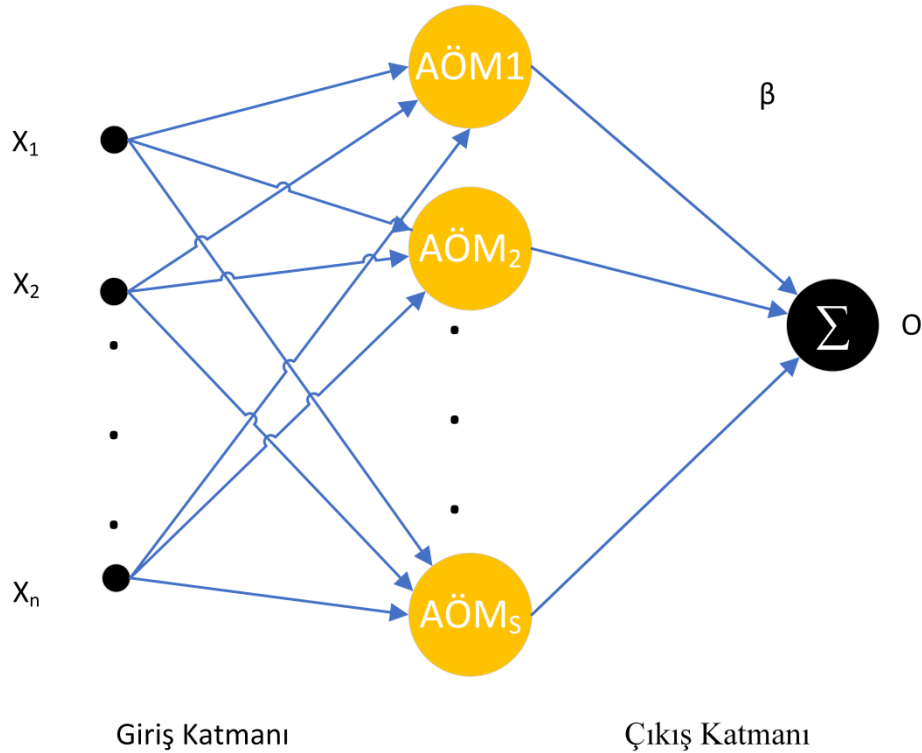 AÖM1
β
X₁
AÖM₂
X₂
Σ
O
AÖMₛ
Xₙ
Giriş Katmanı
Çıkış Katmanı